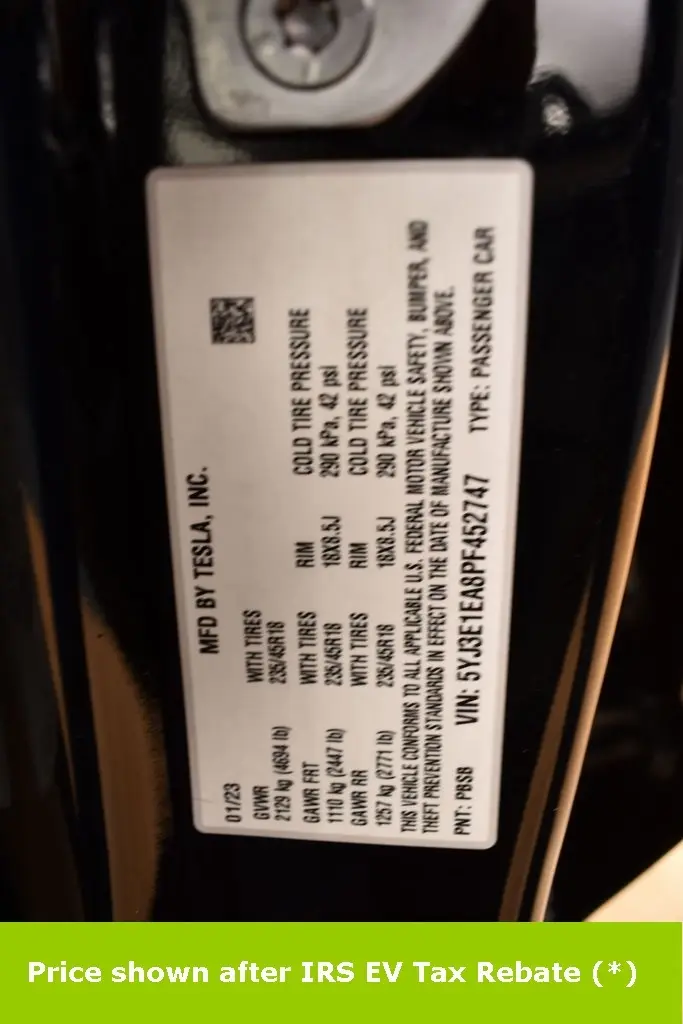 MFD BY TESLA, INC.
01/23
GVWR WITH TIRES
2129 kg (4694 lb) 235/45R18
GAWR FRT WITH TIRES RIM COLD TIRE PRESSURE
1110 kg (2447 lb) 235/45R18 18X8.5J 290 kPa, 42 psi
GAWR RR WITH TIRES RIM COLD TIRE PRESSURE
1257 kg (2771 lb) 235/45R18 18X8.5J 290 kPa, 42 psi
THIS VEHICLE CONFORMS TO ALL APPLICABLE U.S. FEDERAL MOTOR VEHICLE SAFETY, BUMPER, AND
THEFT PREVENTION STANDARDS IN EFFECT ON THE DATE OF MANUFACTURE SHOWN ABOVE.
PNT: PBSB VIN: 5YJ3E1EA8PF452747 TYPE: PASSENGER CAR
Price shown after IRS EV Tax Rebate (*)